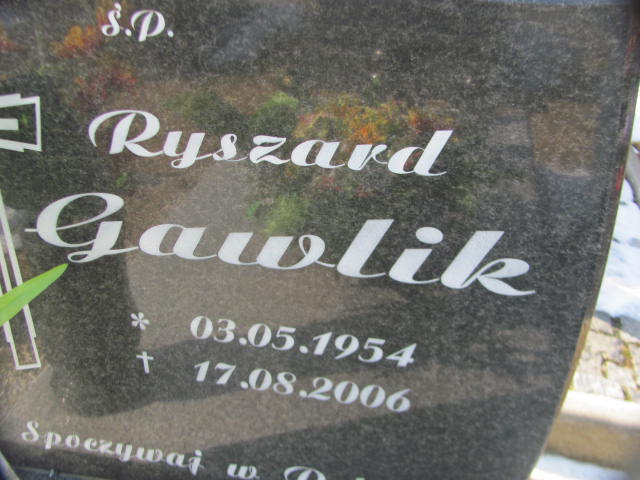 Ś.P.
Ryszard
Gawlik
* 03.05.1954
† 17.08.2006
Spoczywaj w